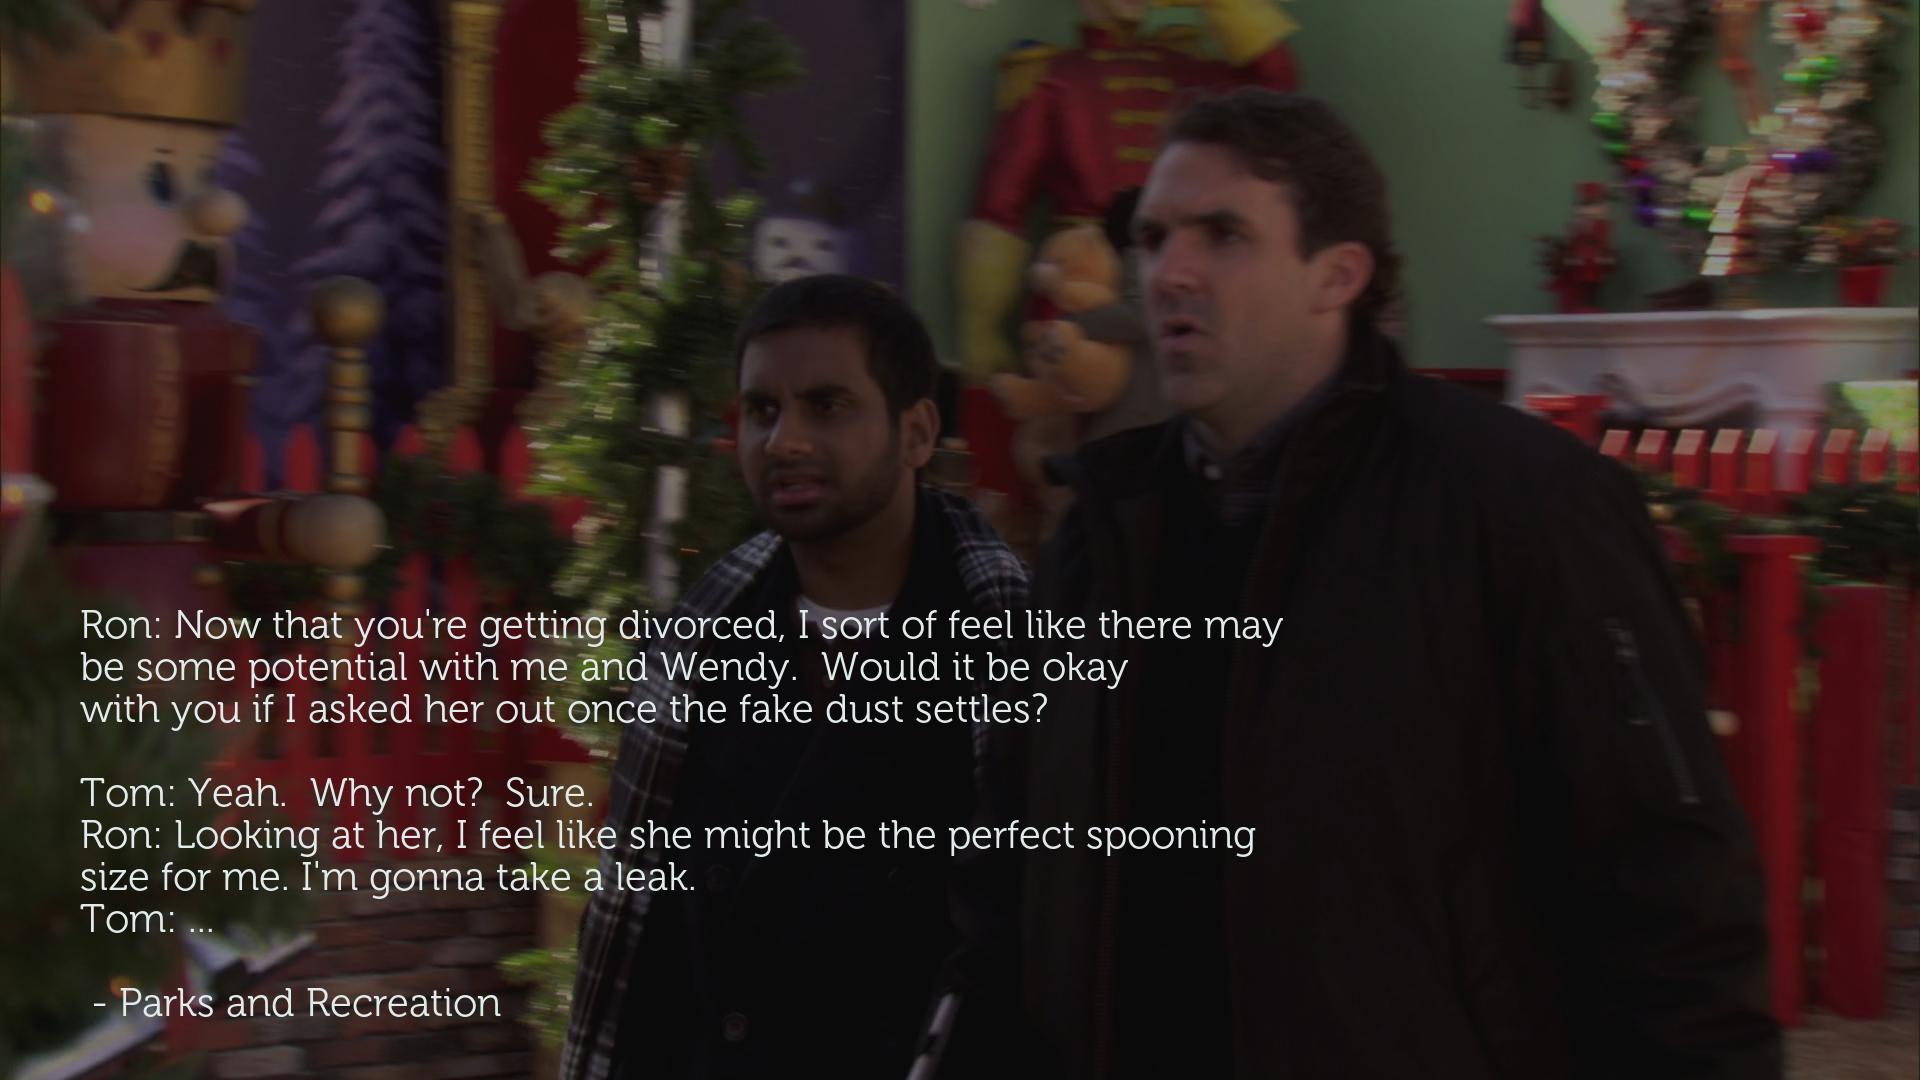 Ron: Now that you're getting divorced, I sort of feel like there may
be some potential with me and Wendy.  Would it be okay
with you if I asked her out once the fake dust settles?
Tom: Yeah.  Why not?  Sure.
Ron: Looking at her, I feel like she might be the perfect spooning
size for me. I'm gonna take a leak.
Tom: ...
- Parks and Recreation